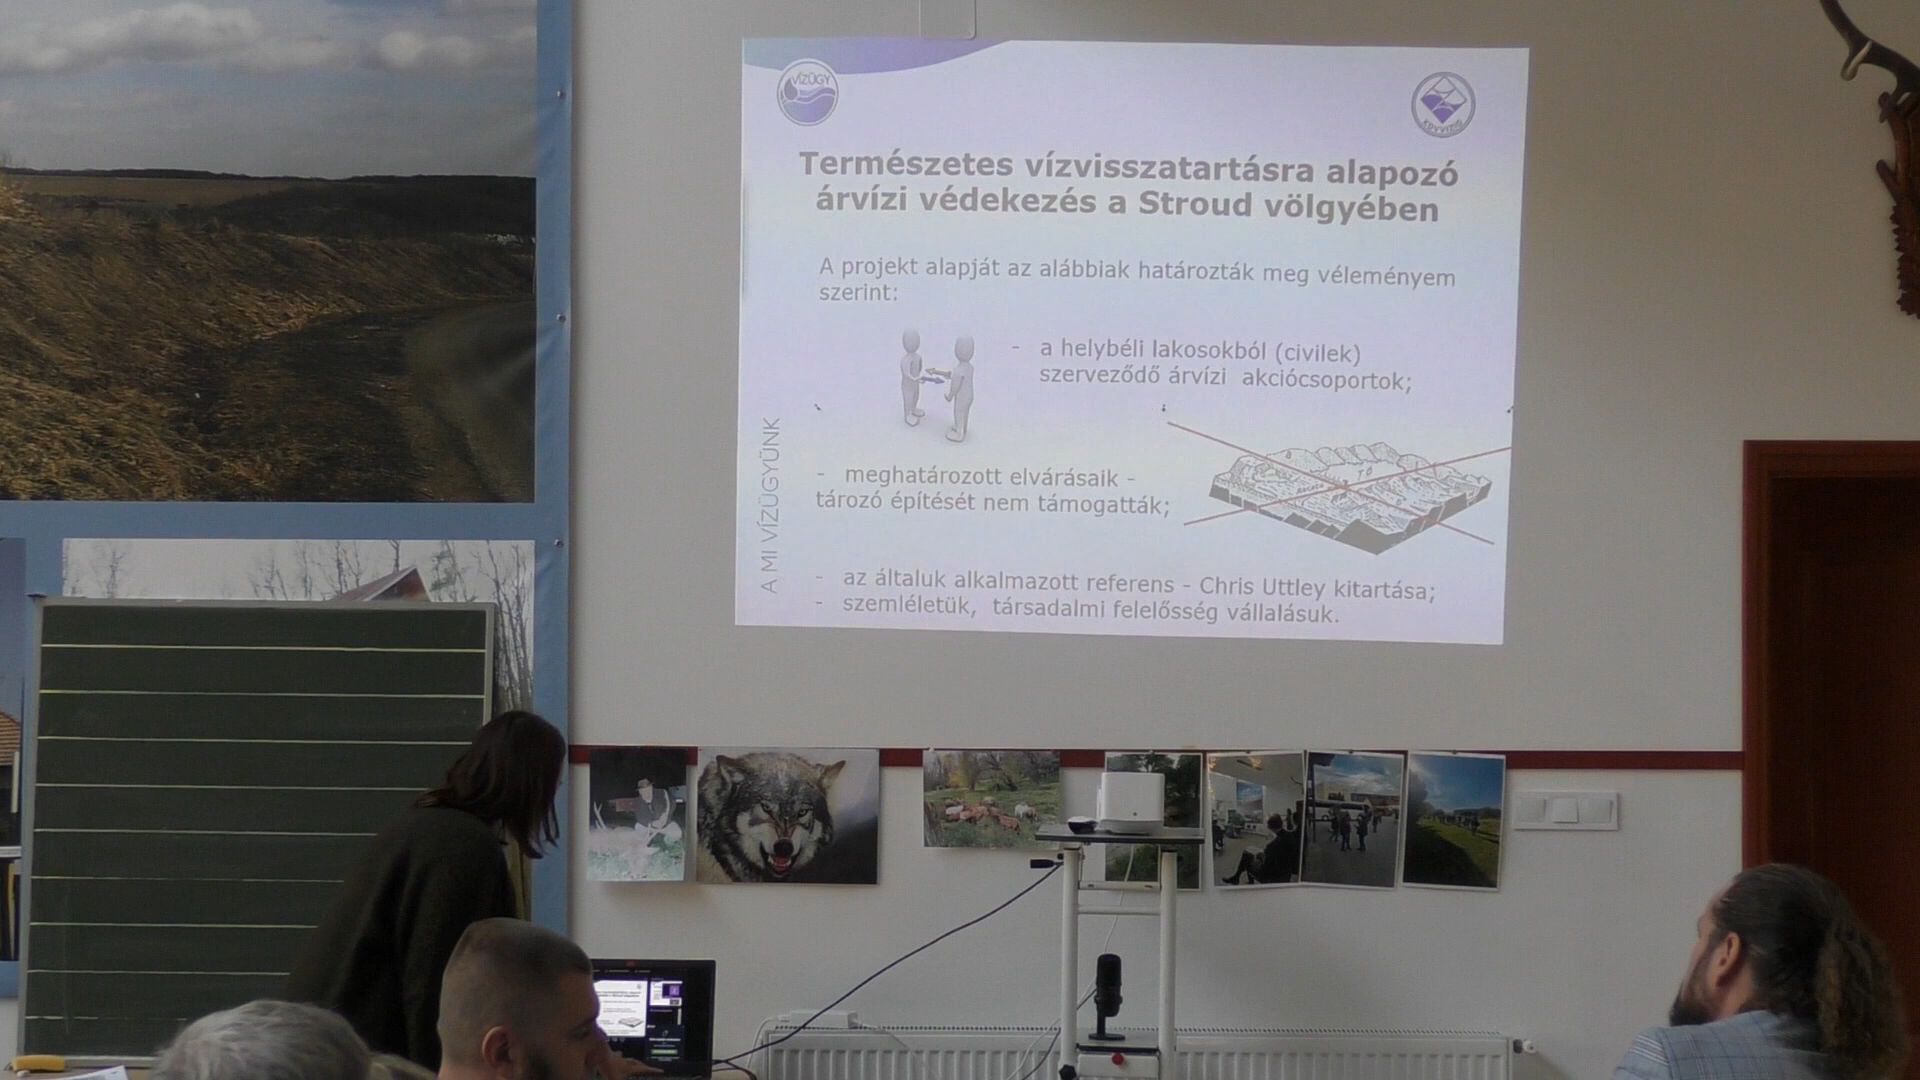 VÍZÜGY
KDVVIZIG
Természetes vízvisszatartásra alapozó
árvízi védekezés a Stroud völgyében
A projekt alapját az alábbiak határozták meg véleményem
szerint:
- a helybéli lakosokból (civilek)
szerveződő árvízi akciócsoportok;
- meghatározott elvárásaik -
tározó építését nem támogatták;
- az általuk alkalmazott referens - Chris Uttley kitartása;
- szemléletük, társadalmi felelősség vállalásuk.
A MI VÍZÜGYÜNK